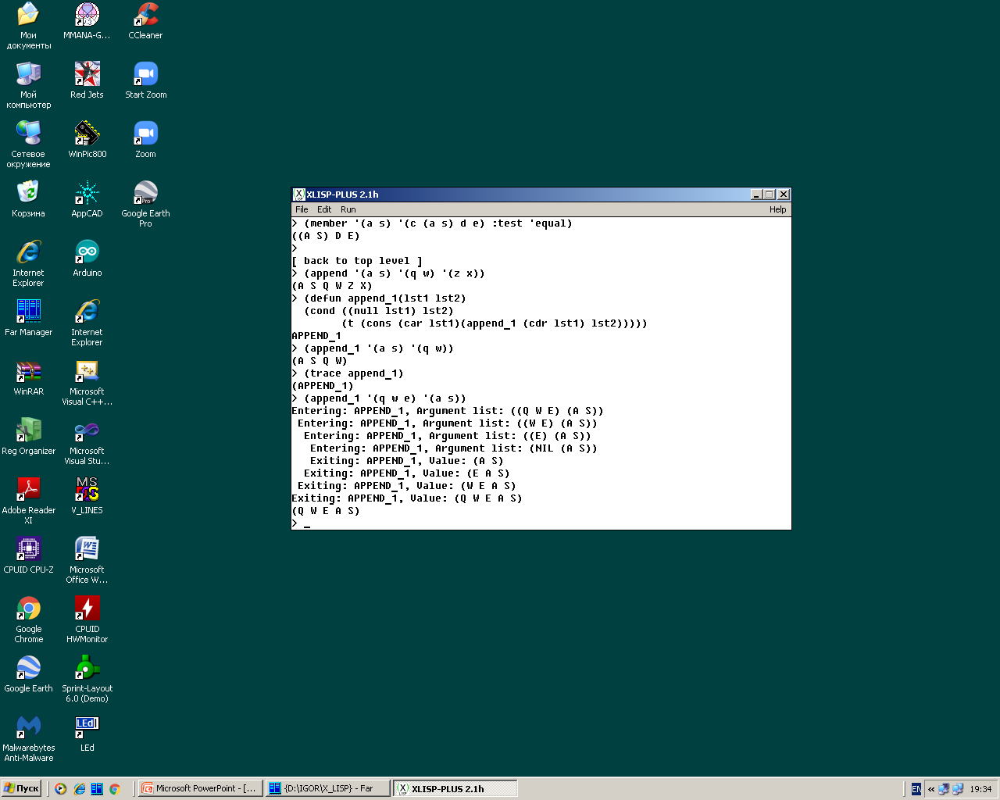 Мои документы
MMANA-G...
CCleaner
Мой компьютер
Red Jets
Start Zoom
Сетевое окружение
WinPic800
Zoom
Корзина
AppCAD
Google Earth Pro
Internet Explorer
Arduino
Far Manager
Internet Explorer
WinRAR
Microsoft Visual C++...
Reg Organizer
Microsoft Visual Stu...
Adobe Reader XI
V_LINES
CPUID CPU-Z
Microsoft Office W...
Google Chrome
CPUID HWMonitor
Google Earth
Sprint-Layout 6.0 (Demo)
Malwarebytes Anti-Malware
LEd
XLISP-PLUS 2.1h
File Edit Run Help
> (member '(a s) '(c (a s) d e) :test 'equal)
((A S) D E)
>
[ back to top level ]
> (append '(a s) '(q w) '(z x))
(A S Q W Z X)
> (defun append_1(lst1 lst2)
  (cond ((null lst1) lst2)
        (t (cons (car lst1)(append_1 (cdr lst1) lst2)))))
APPEND_1
> (append_1 '(a s) '(q w))
(A S Q W)
> (trace append_1)
(APPEND_1)
> (append_1 '(q w e) '(a s))
Entering: APPEND_1, Argument list: ((Q W E) (A S))
 Entering: APPEND_1, Argument list: ((W E) (A S))
  Entering: APPEND_1, Argument list: ((E) (A S))
   Entering: APPEND_1, Argument list: (NIL (A S))
   Exiting: APPEND_1, Value: (A S)
  Exiting: APPEND_1, Value: (E A S)
 Exiting: APPEND_1, Value: (W E A S)
Exiting: APPEND_1, Value: (Q W E A S)
(Q W E A S)
> _
Пуск
Microsoft PowerPoint - [...
{D:\IGOR\X_LISP} - Far
XLISP-PLUS 2.1h
EN
«
19:34